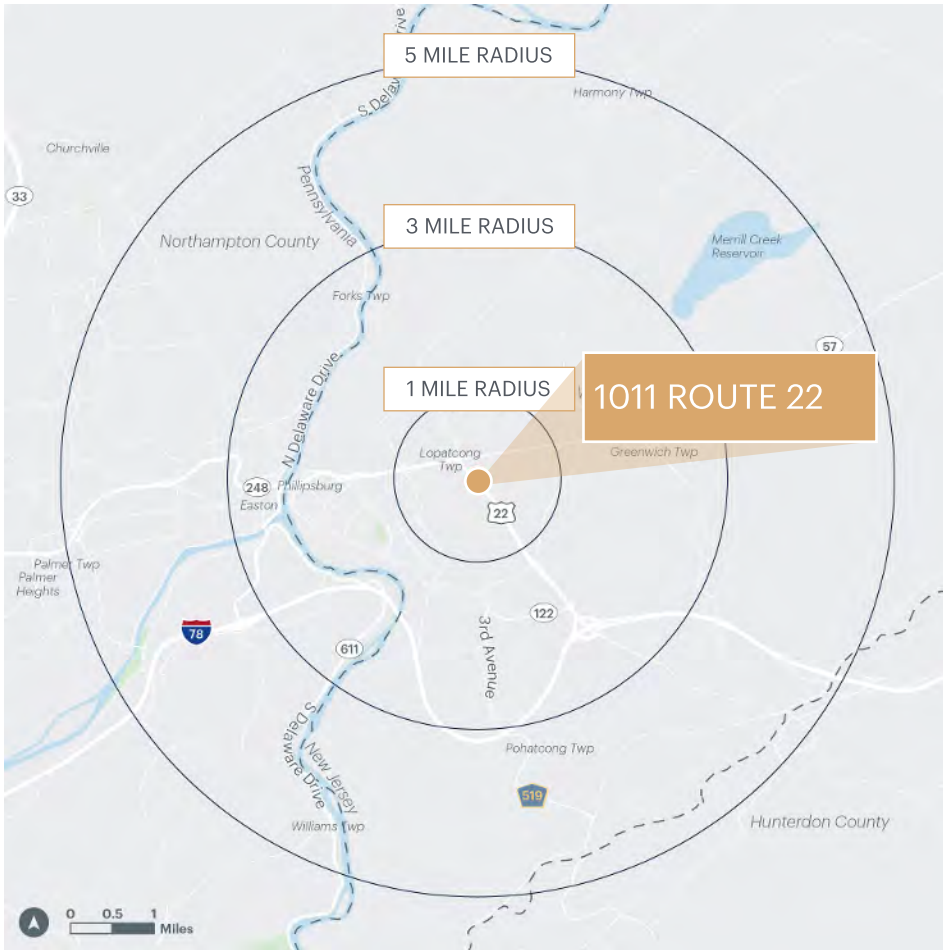 5 MILE RADIUS
S Delaw
rive
Harmony Twp
Churchville
33
Pennsylvania
3 MILE RADIUS
Northampton County
Merrill Creek
Reservoir
Forks Twp
57
N Delaware Drive
1 MILE RADIUS
1011 ROUTE 22
Lopatcong
Twp
Greenwich Twp
248
Phillipsburg
Easton
22
Palmer Twp
Palmer
Heights
78
122
3rd Avenue
611
S Delaware Drive
New Jersey
Pohatcong Twp
519
Williams Twp
Hunterdon County
0 0.5 1
Miles